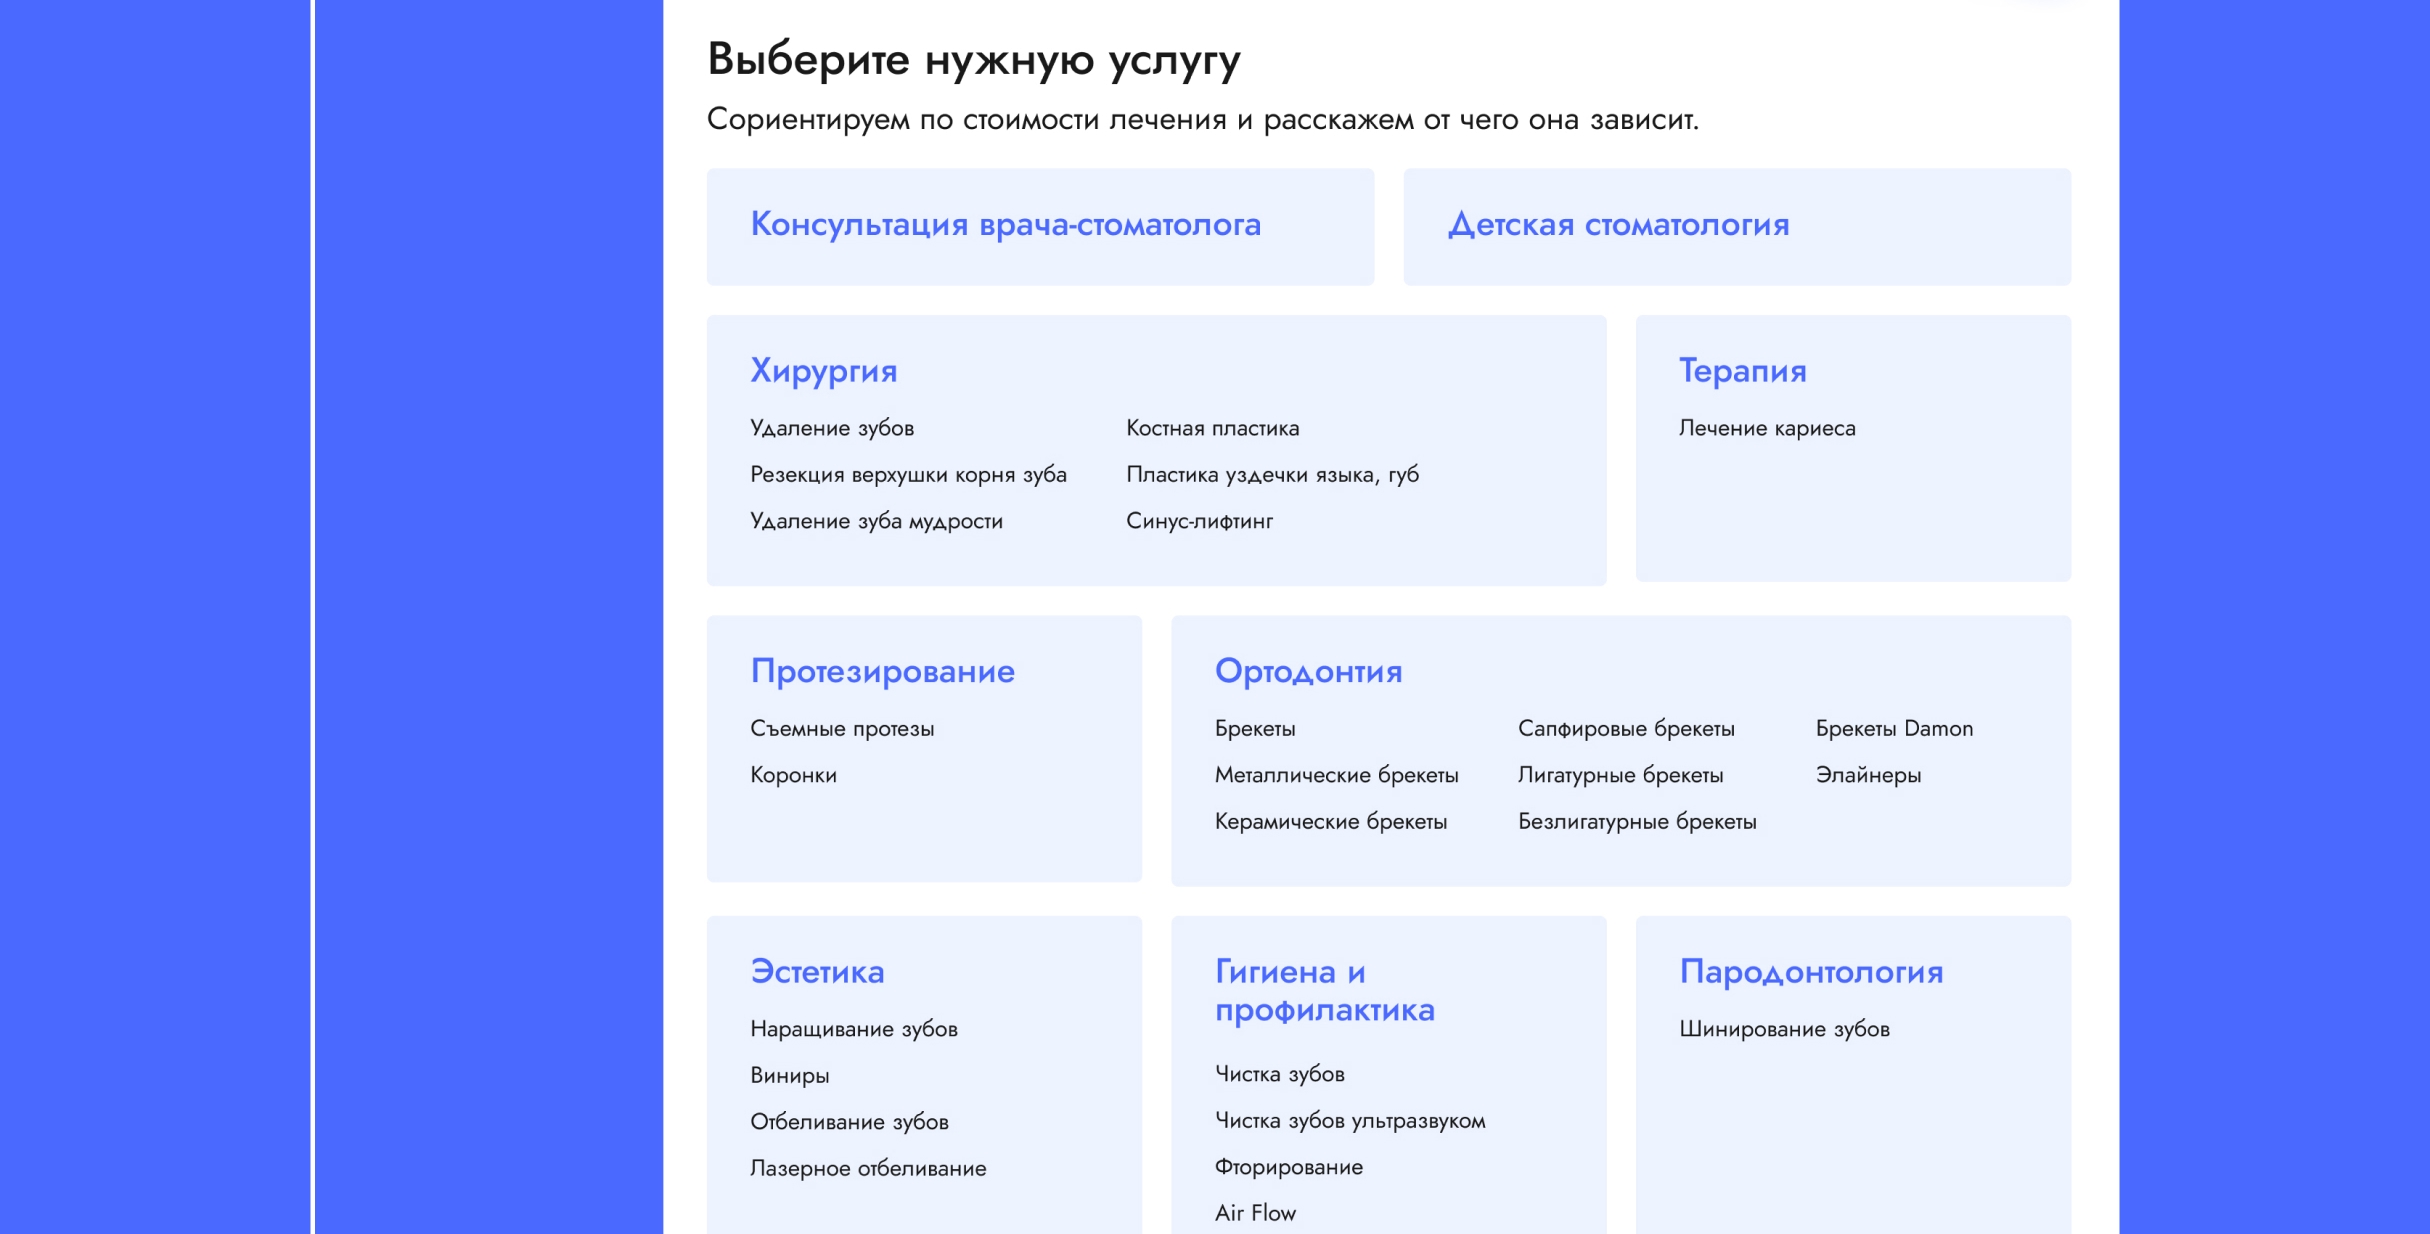 Выберите нужную услугу
Сориентируем по стоимости лечения и расскажем от чего она зависит.
Консультация врача-стоматолога
Детская стоматология
Хирургия
Удаление зубов
Резекция верхушки корня зуба
Удаление зуба мудрости
Костная пластика
Пластика уздечки языка, губ
Синус-лифтинг
Терапия
Лечение кариеса
Протезирование
Съемные протезы
Коронки
Ортодонтия
Брекеты
Металлические брекеты
Керамические брекеты
Сапфировые брекеты
Лигатурные брекеты
Безлигатурные брекеты
Брекеты Damon
Элайнеры
Эстетика
Наращивание зубов
Виниры
Отбеливание зубов
Лазерное отбеливание
Гигиена и
профилактика
Чистка зубов
Чистка зубов ультразвуком
Фторирование
Air Flow
Пародонтология
Шинирование зубов